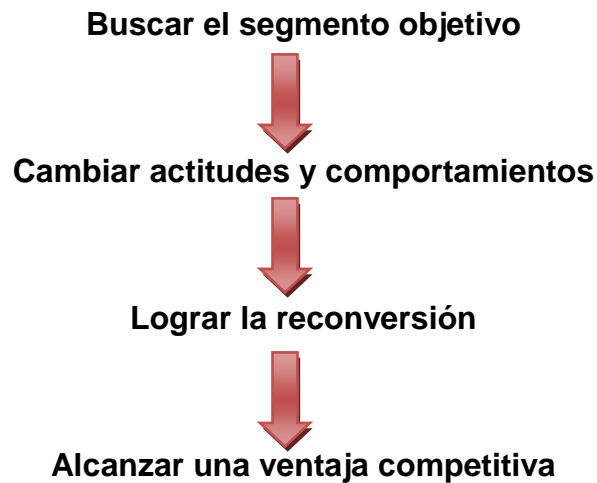 Buscar el segmento objetivo
Cambiar actitudes y comportamientos
Lograr la reconversión
Alcanzar una ventaja competitiva